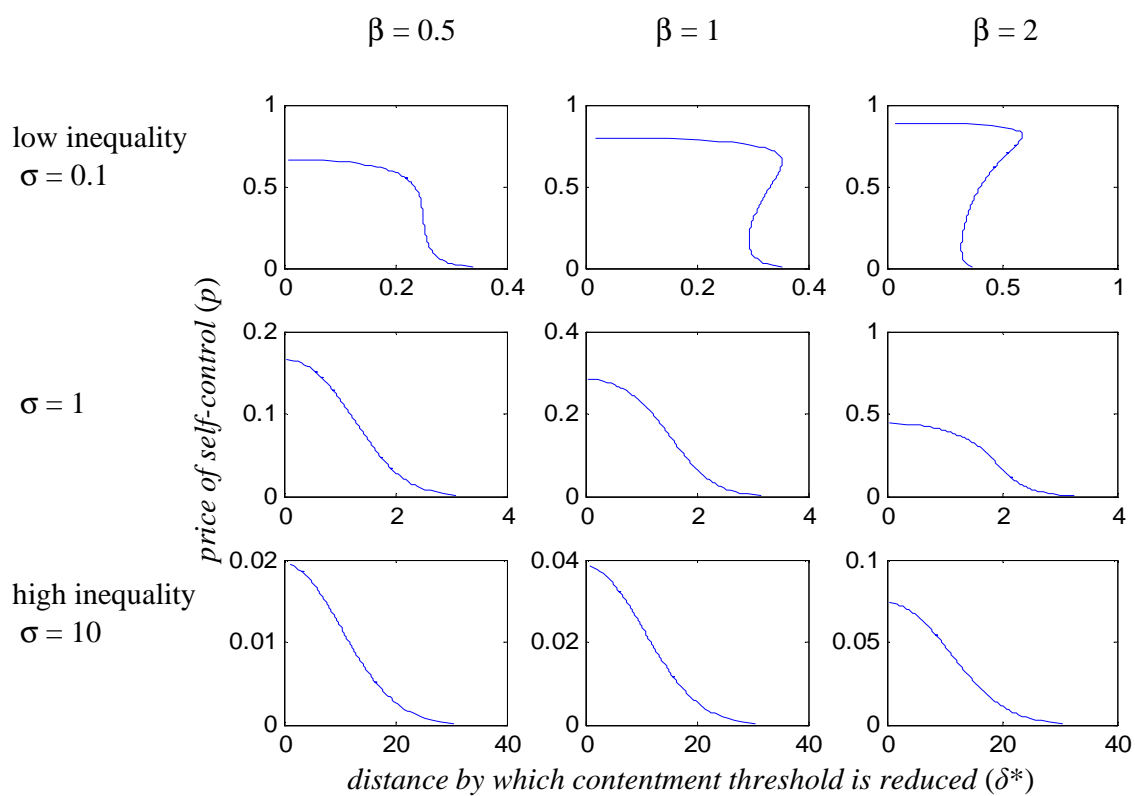 β = 0.5 β = 1 β = 2
low inequality
σ = 0.1
1 0.5 0
0 0.2 0.4
1 0.5 0
0 0.2 0.4
1 0.5 0
0 0.5 1
price of self-control (p)
σ = 1
0.2 0.1 0
0 2 4
0.4 0.2 0
0 2 4
1 0.5 0
0 2 4
high inequality
σ = 10
0.02 0.01 0
0 20 40
0.04 0.02 0
0 20 40
0.1 0.05 0
0 20 40
distance by which contentment threshold is reduced (δ*)